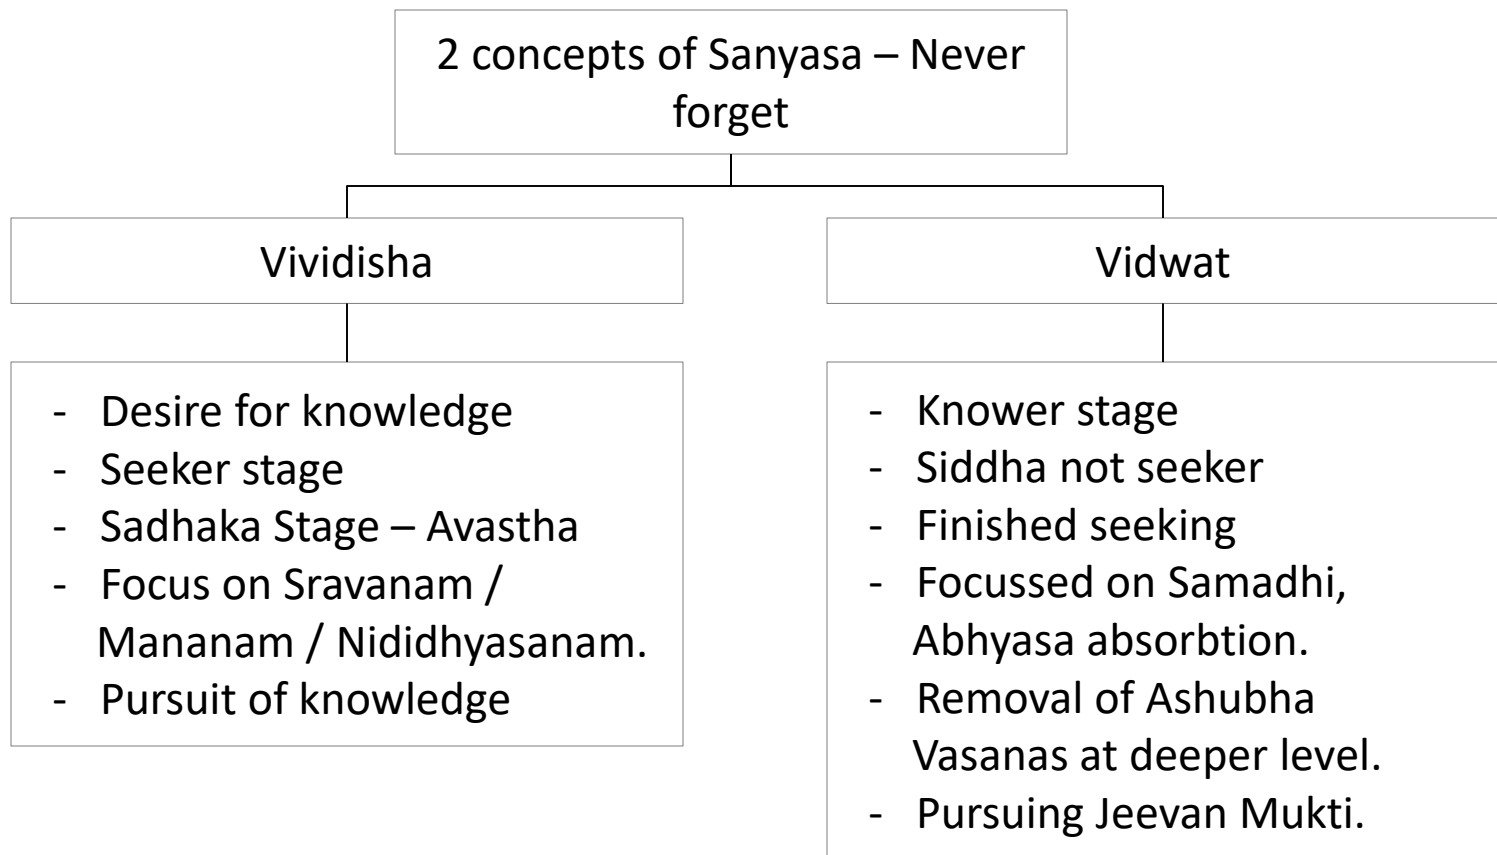 2 concepts of Sanyasa – Never
forget
Vividisha
- Desire for knowledge
- Seeker stage
- Sadhaka Stage – Avastha
- Focus on Sravanam /
Mananam / Nididhyasanam.
- Pursuit of knowledge
Vidwat
- Knower stage
- Siddha not seeker
- Finished seeking
- Focussed on Samadhi,
Abhyasa absorbtion.
- Removal of Ashubha
Vasanas at deeper level.
- Pursuing Jeevan Mukti.